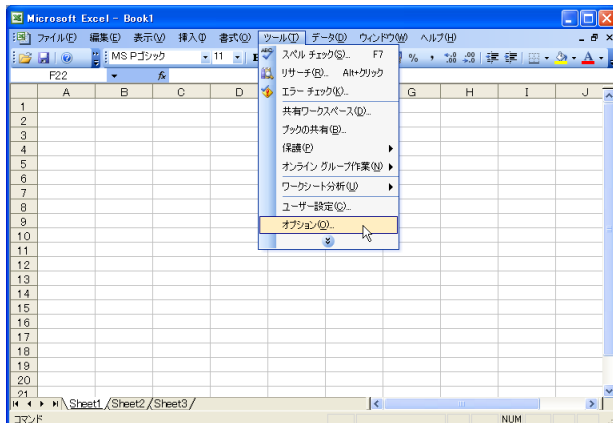 Microsoft Excel - Book1
ファイル(F) 編集(E) 表示(V) 挿入(I) 書式(O) ツール(T) データ(D) ウィンドウ(W) ヘルプ(H)
MS Pゴシック 11
F22 fx
A B C D G H I J
スペル チェック(S)... F7
リサーチ(R)... Alt+クリック
エラー チェック(K)...
共有ワークスペース(D)...
ブックの共有(B)...
保護(P)
オンライン グループ作業(N)
ワークシート分析(U)
ユーザー設定(C)...
オプション(O)...
1
2
3
4
5
6
7
8
9
10
11
12
13
14
15
16
17
18
19
20
21
Sheet1 Sheet2 Sheet3
コマンド NUM